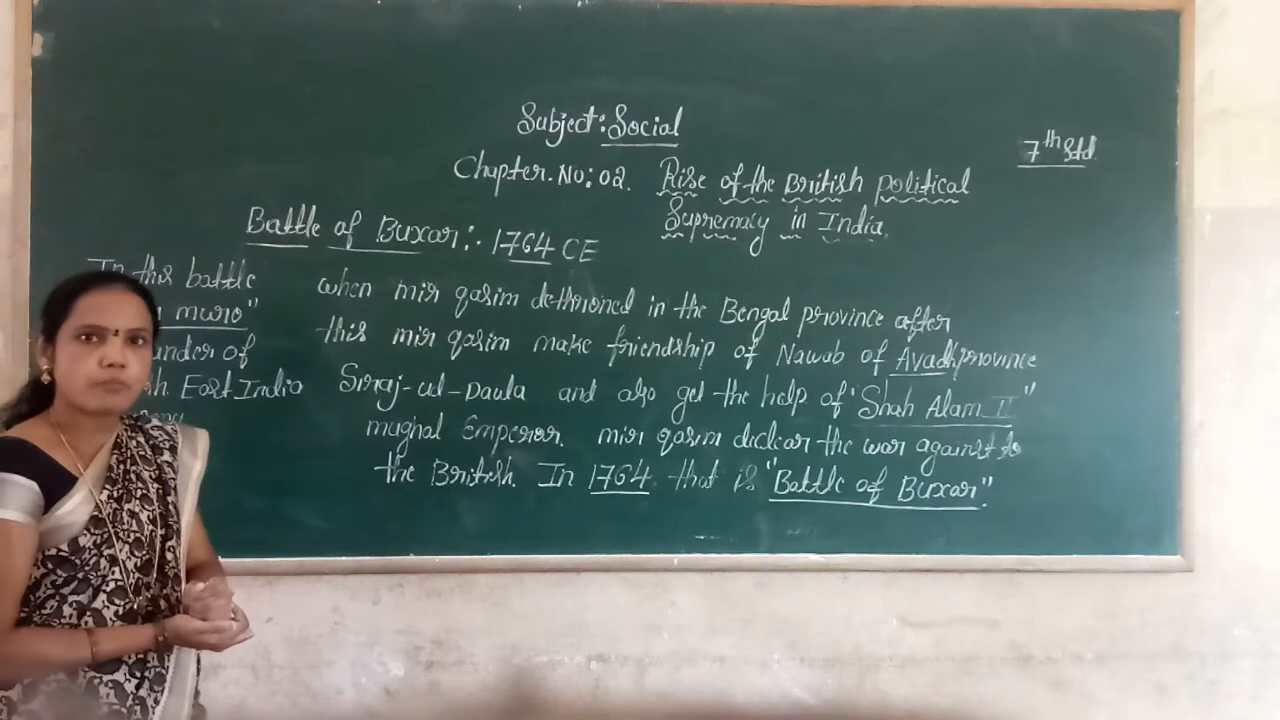 Subject: Social
7th Std.
Chapter. No: 02. Rise of the British political
Supremacy in India.
Battle of Buxar:- 1764 CE
In this battle
munro"
under of
h. East India
when mir qasim dethroned in the Bengal province after
this mir qasim make friendship of Nawab of Avadh province
Siraj-ud-Daula and also get the help of "Shah Alam II"
mughal Emperor. mir qasim declear the war against to
the British. In 1764. that is "Battle of Buxar"